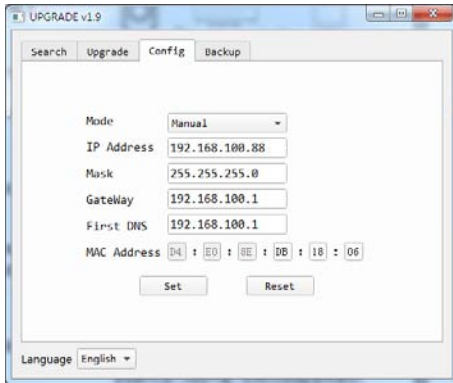 UPGRADE v1.9
Search Upgrade Config Backup
Mode Manual
IP Address 192.168.100.88
Mask 255.255.255.0
GateWay 192.168.100.1
First DNS 192.168.100.1
MAC Address D4 : E0 : 8E : DB : 18 : 06
Set Reset
Language English